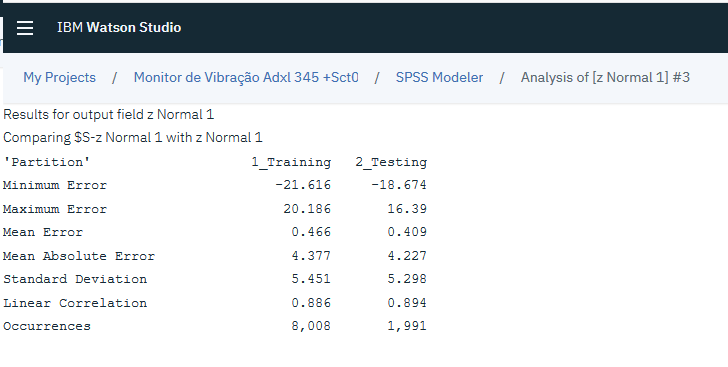 IBM Watson Studio
My Projects / Monitor de Vibração Adxl 345 +Sct0 / SPSS Modeler / Analysis of [z Normal 1] #3
Results for output field z Normal 1
Comparing $S-z Normal 1 with z Normal 1
'Partition' 1_Training 2_Testing
Minimum Error -21.616 -18.674
Maximum Error 20.186 16.39
Mean Error 0.466 0.409
Mean Absolute Error 4.377 4.227
Standard Deviation 5.451 5.298
Linear Correlation 0.886 0.894
Occurrences 8,008 1,991